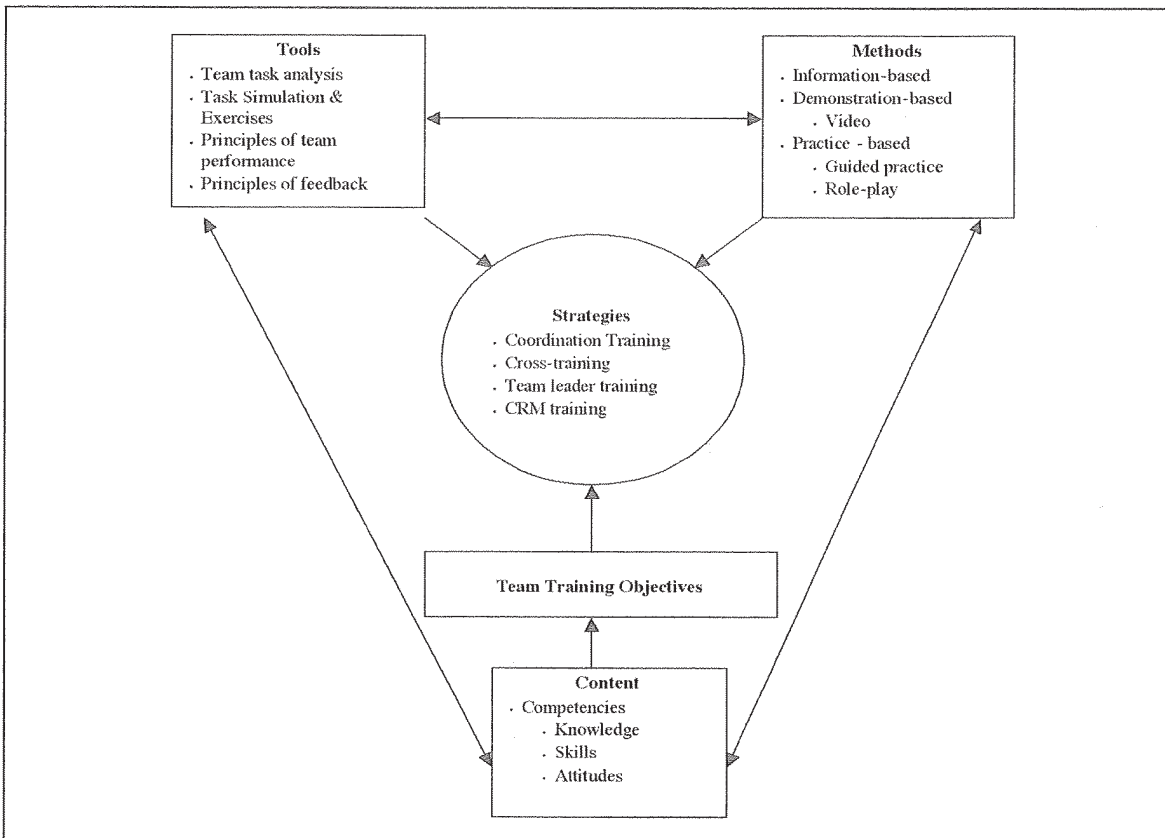 Tools
· Team task analysis
· Task Simulation &
Exercises
· Principles of team
performance
· Principles of feedback
Methods
· Information-based
· Demonstration-based
· Video
· Practice - based
· Guided practice
· Role-play
Strategies
· Coordination Training
· Cross-training
· Team leader training
· CRM training
Team Training Objectives
Content
· Competencies
· Knowledge
· Skills
· Attitudes